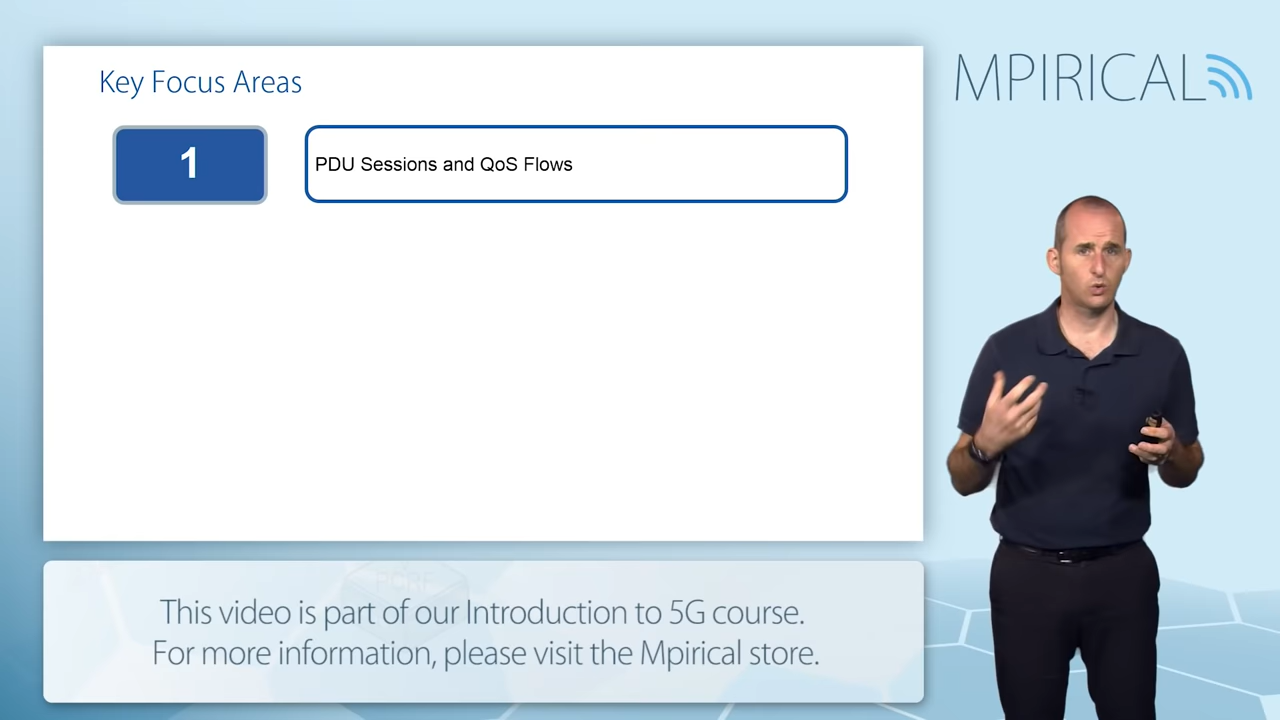 Key Focus Areas
MPIRICAL
1
PDU Sessions and QoS Flows
This video is part of our Introduction to 5G course.
For more information, please visit the Mpirical store.